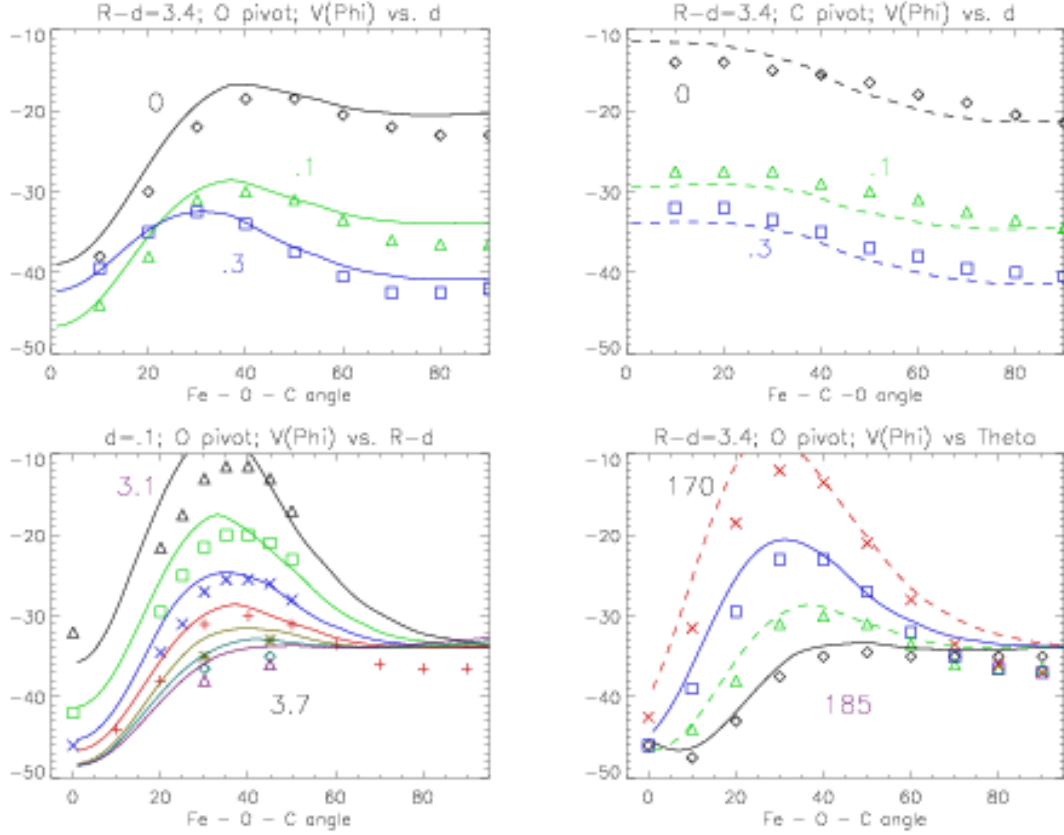 R-d=3.4; O pivot; V(Phi) vs. d
-10
-20
-30
-40
-50
0
.1
.3
0 20 40 60 80
Fe - O - C angle
R-d=3.4; C pivot; V(Phi) vs. d
-10
-20
-30
-40
-50
0
.1
.3
0 20 40 60 80
Fe - C -O angle
d=.1; O pivot; V(Phi) vs. R-d
-10
-20
-30
-40
-50
3.1
3.7
0 20 40 60 80
Fe - O - C angle
R-d=3.4; O pivot; V(Phi) vs Theta
-10
-20
-30
-40
-50
170
185
0 20 40 60 80
Fe - O - C angle